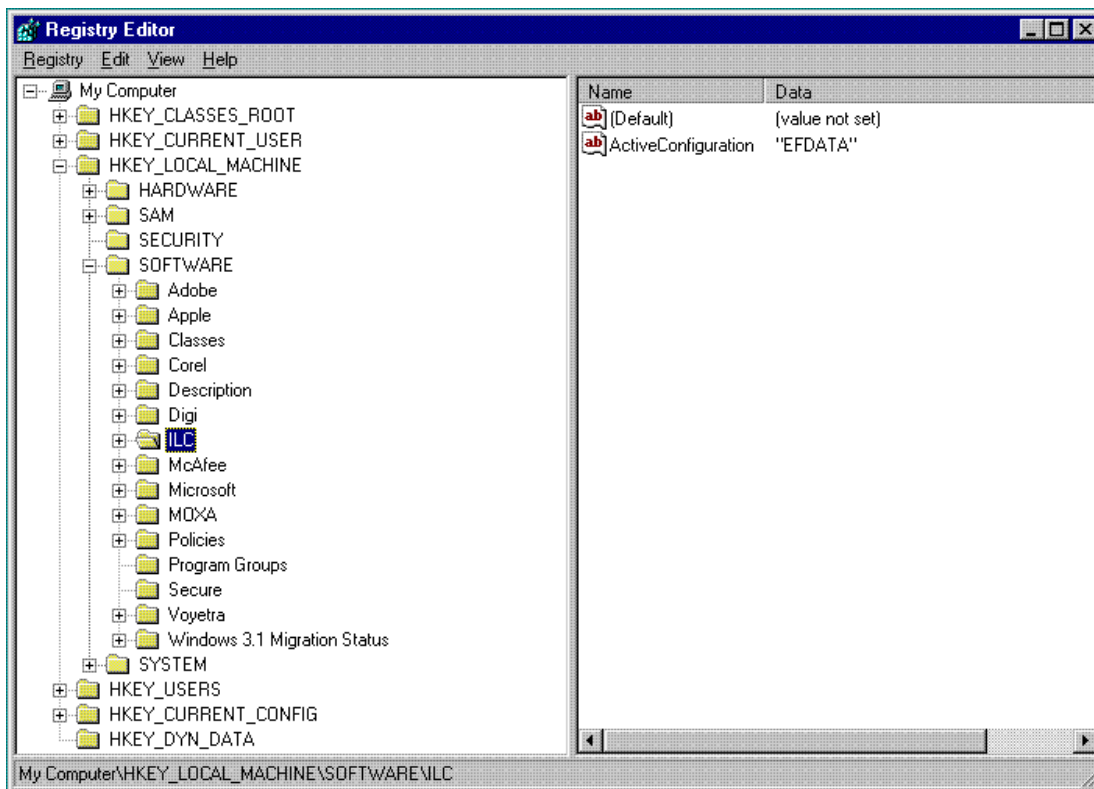 Registry Editor
Registry Edit View Help
My Computer
HKEY_CLASSES_ROOT
HKEY_CURRENT_USER
HKEY_LOCAL_MACHINE
HARDWARE
SAM
SECURITY
SOFTWARE
Adobe
Apple
Classes
Corel
Description
Digi
ILC
McAfee
Microsoft
MOXA
Policies
Program Groups
Secure
Voyetra
Windows 3.1 Migration Status
SYSTEM
HKEY_USERS
HKEY_CURRENT_CONFIG
HKEY_DYN_DATA
Name Data
ab (Default) (value not set)
ab ActiveConfiguration "EFDATA"
My Computer\HKEY_LOCAL_MACHINE\SOFTWARE\ILC